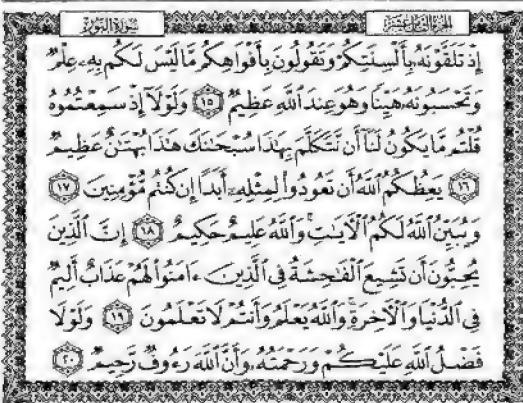 الجزء الثامن عشر
سورة النور
إِذْ تَلَقَّوْنَهُۥ بِأَلْسِنَتِكُمْ وَتَقُولُونَ بِأَفْوَاهِكُم مَّا لَيْسَ لَكُم بِهِۦ عِلْمٌ
وَتَحْسَبُونَهُۥ هَيِّنًا وَهُوَ عِندَ ٱللَّهِ عَظِيمٌ ١٥ وَلَوْلَآ إِذْ سَمِعْتُمُوهُ
قُلْتُم مَّا يَكُونُ لَنَآ أَن نَّتَكَلَّمَ بِهَٰذَا سُبْحَٰنَكَ هَٰذَا بُهْتَٰنٌ عَظِيمٌ
١٦ يَعِظُكُمُ ٱللَّهُ أَن تَعُودُوا۟ لِمِثْلِهِۦٓ أَبَدًا إِن كُنتُم مُّؤْمِنِينَ ١٧
وَيُبَيِّنُ ٱللَّهُ لَكُمُ ٱلْأٓيَٰتِ ۚ وَٱللَّهُ عَلِيمٌ حَكِيمٌ ١٨ إِنَّ ٱلَّذِينَ
يُحِبُّونَ أَن تَشِيعَ ٱلْفَٰحِشَةُ فِى ٱلَّذِينَ ءَامَنُوا۟ لَهُمْ عَذَابٌ أَلِيمٌ
فِى ٱلدُّنْيَا وَٱلْأَخِرَةِ ۚ وَٱللَّهُ يَعْلَمُ وَأَنتُمْ لَا تَعْلَمُونَ ١٩ وَلَوْلَا
فَضْلُ ٱللَّهِ عَلَيْكُمْ وَرَحْمَتُهُۥ وَأَنَّ ٱللَّهَ رَءُوفٌ رَّحِيمٌ ٢٠